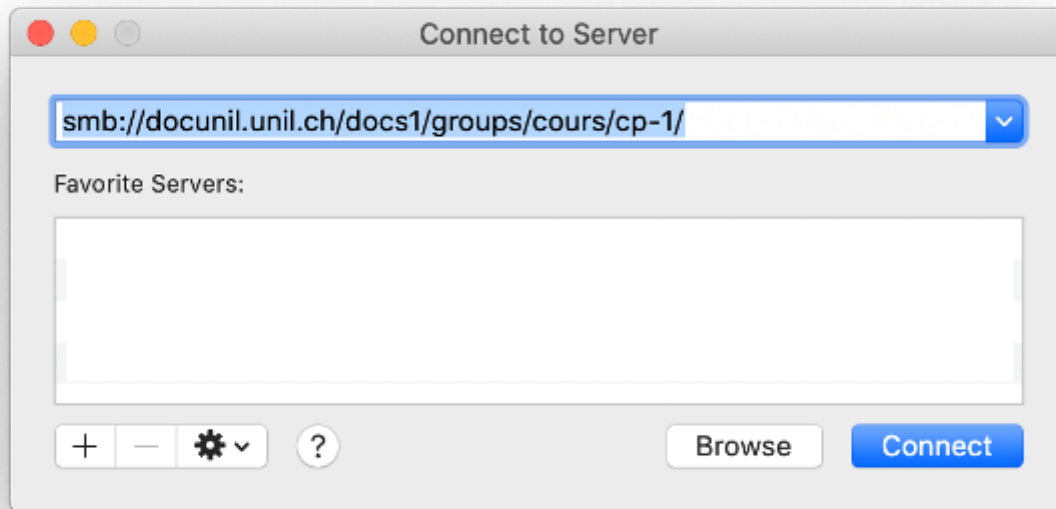 Connect to Server
smb://docunil.unil.ch/docs1/groups/cours/cp-1/
Favorite Servers:
+ − ? Browse Connect